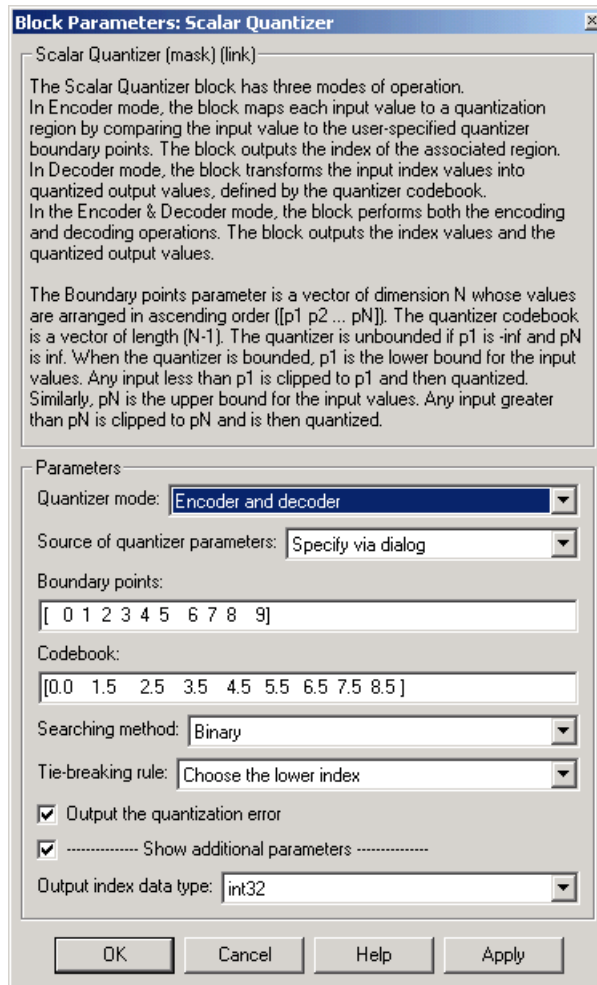 Block Parameters: Scalar Quantizer
Scalar Quantizer (mask) (link)
The Scalar Quantizer block has three modes of operation.
In Encoder mode, the block maps each input value to a quantization
region by comparing the input value to the user-specified quantizer
boundary points. The block outputs the index of the associated region.
In Decoder mode, the block transforms the input index values into
quantized output values, defined by the quantizer codebook.
In the Encoder & Decoder mode, the block performs both the encoding
and decoding operations. The block outputs the index values and the
quantized output values.
The Boundary points parameter is a vector of dimension N whose values
are arranged in ascending order ([p1 p2 ... pN]). The quantizer codebook
is a vector of length (N-1). The quantizer is unbounded if p1 is -inf and pN
is inf. When the quantizer is bounded, p1 is the lower bound for the input
values. Any input less than p1 is clipped to p1 and then quantized.
Similarly, pN is the upper bound for the input values. Any input greater
than pN is clipped to pN and is then quantized.
Parameters
Quantizer mode: Encoder and decoder
Source of quantizer parameters: Specify via dialog
Boundary points:
[ 0 1 2 3 4 5 6 7 8 9]
Codebook:
[0.0 1.5 2.5 3.5 4.5 5.5 6.5 7.5 8.5 ]
Searching method: Binary
Tie-breaking rule: Choose the lower index
Output the quantization error
--------------- Show additional parameters ---------------
Output index data type: int32
OK Cancel Help Apply